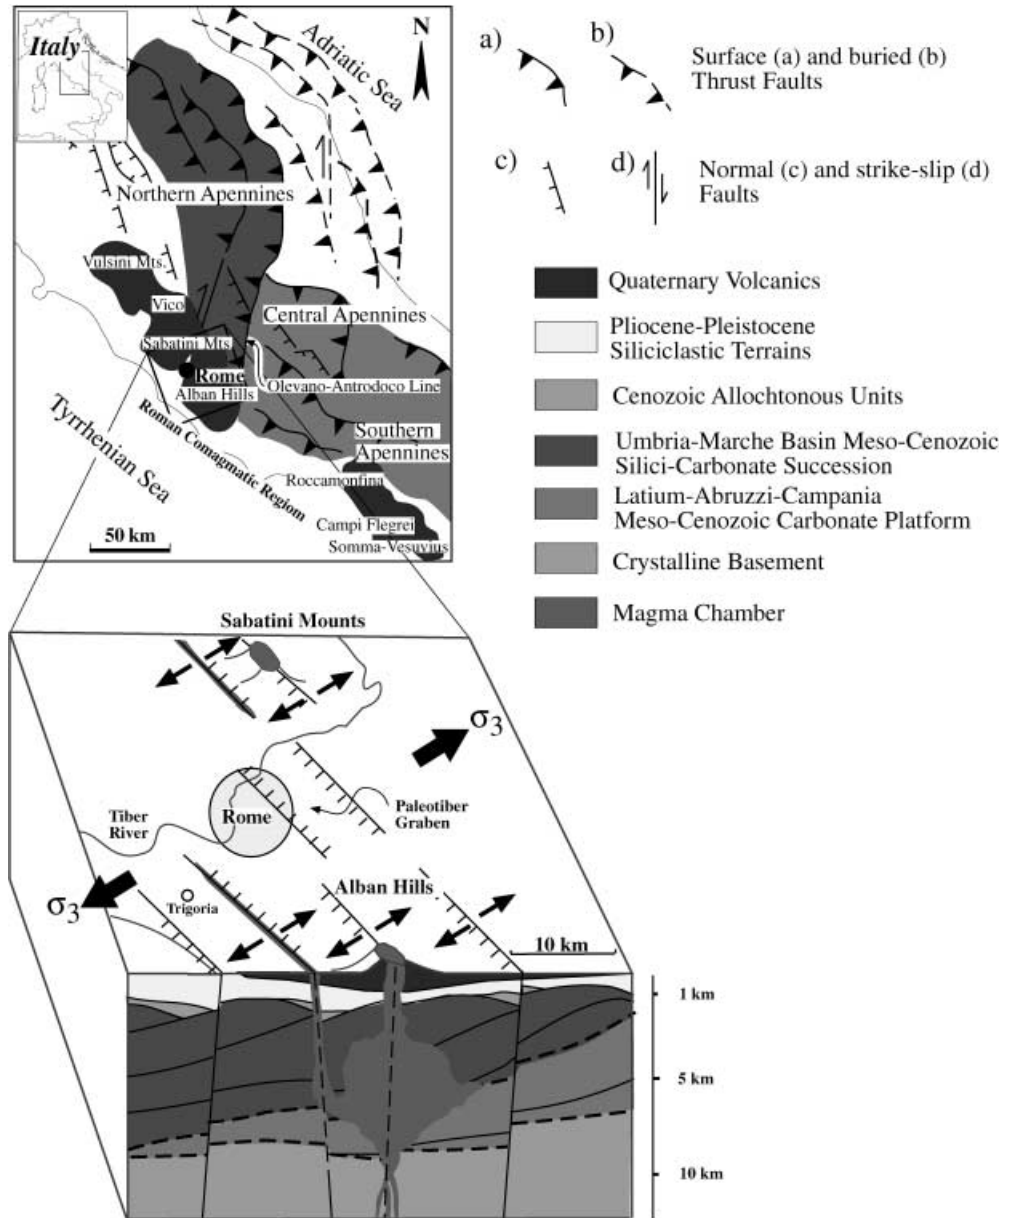 Italy
N
Adriatic Sea
Northern Apennines
Vulsini Mts.
Vico
Central Apennines
Sabatini Mts.
Rome
Olevano-Antrodoco Line
Alban Hills
Tyrrhenian Sea
Roman Comagmatic Regiom
Southern
Apennines
Roccamonfina
Campi Flegrei
Somma-Vesuvius
50 km
a)
b)
Surface (a) and buried (b)
Thrust Faults
c)
d)
Normal (c) and strike-slip (d)
Faults
Quaternary Volcanics
Pliocene-Pleistocene
Siliciclastic Terrains
Cenozoic Allochtonous Units
Umbria-Marche Basin Meso-Cenozoic
Silici-Carbonate Succession
Latium-Abruzzi-Campania
Meso-Cenozoic Carbonate Platform
Crystalline Basement
Magma Chamber
Sabatini Mounts
σ3
Tiber
River
Rome
Paleotiber
Graben
σ3
Trigoria
Alban Hills
10 km
1 km
5 km
10 km